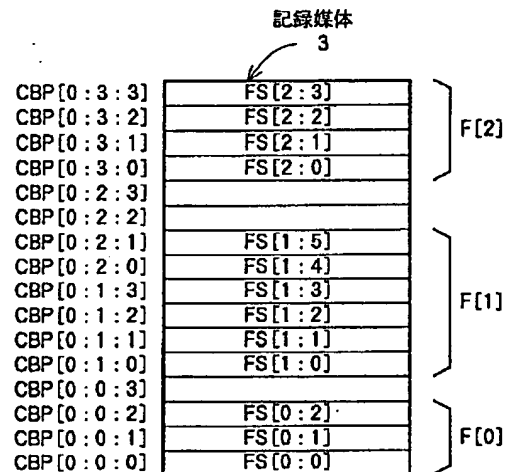 記録媒体
3
CBP[0:3:3] FS[2:3]
CBP[0:3:2] FS[2:2]
CBP[0:3:1] FS[2:1] F[2]
CBP[0:3:0] FS[2:0]
CBP[0:2:3]
CBP[0:2:2]
CBP[0:2:1] FS[1:5]
CBP[0:2:0] FS[1:4]
CBP[0:1:3] FS[1:3] F[1]
CBP[0:1:2] FS[1:2]
CBP[0:1:1] FS[1:1]
CBP[0:1:0] FS[1:0]
CBP[0:0:3]
CBP[0:0:2] FS[0:2]
CBP[0:0:1] FS[0:1] F[0]
CBP[0:0:0] FS[0:0]